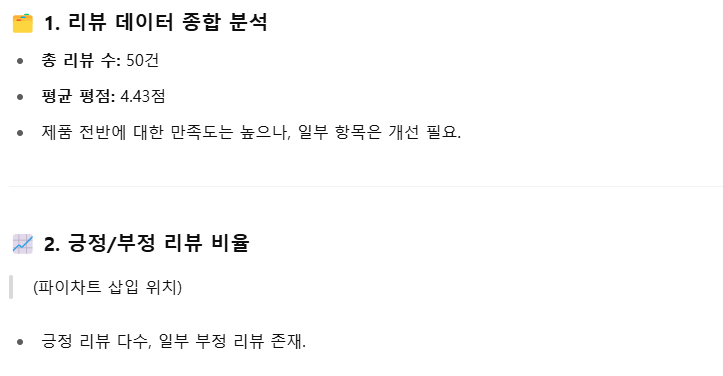 1. 리뷰 데이터 종합 분석
총 리뷰 수: 50건
평균 평점: 4.43점
제품 전반에 대한 만족도는 높으나, 일부 항목은 개선 필요.
2. 긍정/부정 리뷰 비율
(파이차트 삽입 위치)
긍정 리뷰 다수, 일부 부정 리뷰 존재.